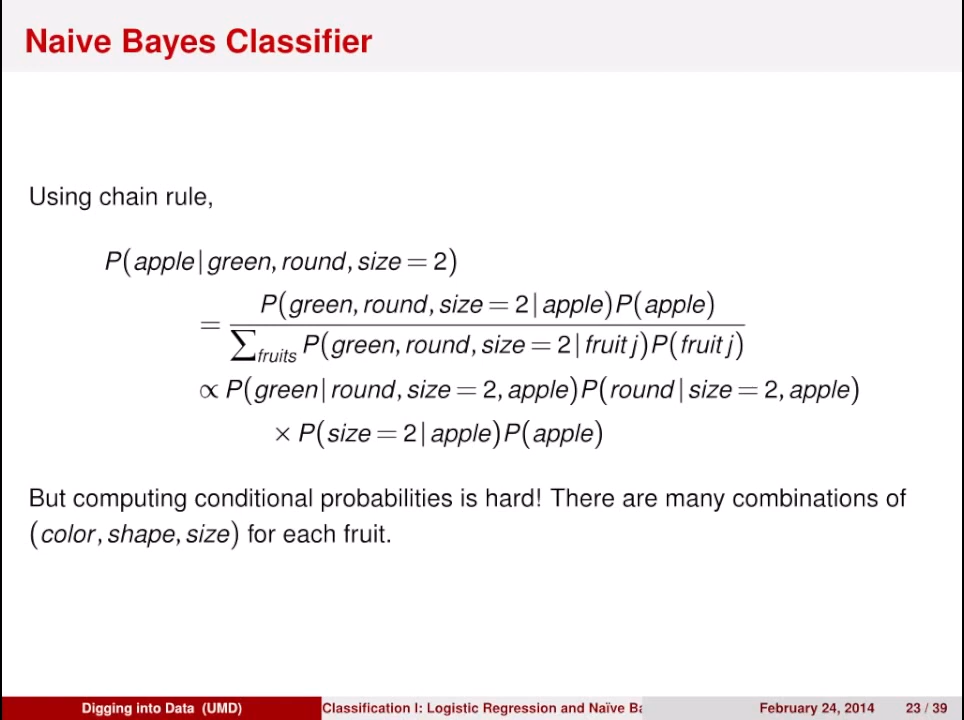 Naive Bayes Classifier
Using chain rule,
P(apple | green, round, size = 2)
= P(green, round, size = 2 | apple)P(apple)
∑fruits P(green, round, size = 2 | fruit j)P(fruit j)
∝ P(green | round, size = 2, apple)P(round | size = 2, apple)
× P(size = 2 | apple)P(apple)
But computing conditional probabilities is hard! There are many combinations of
(color, shape, size) for each fruit.
Digging into Data (UMD) Classification I: Logistic Regression and Naïve Ba February 24, 2014 23 / 39